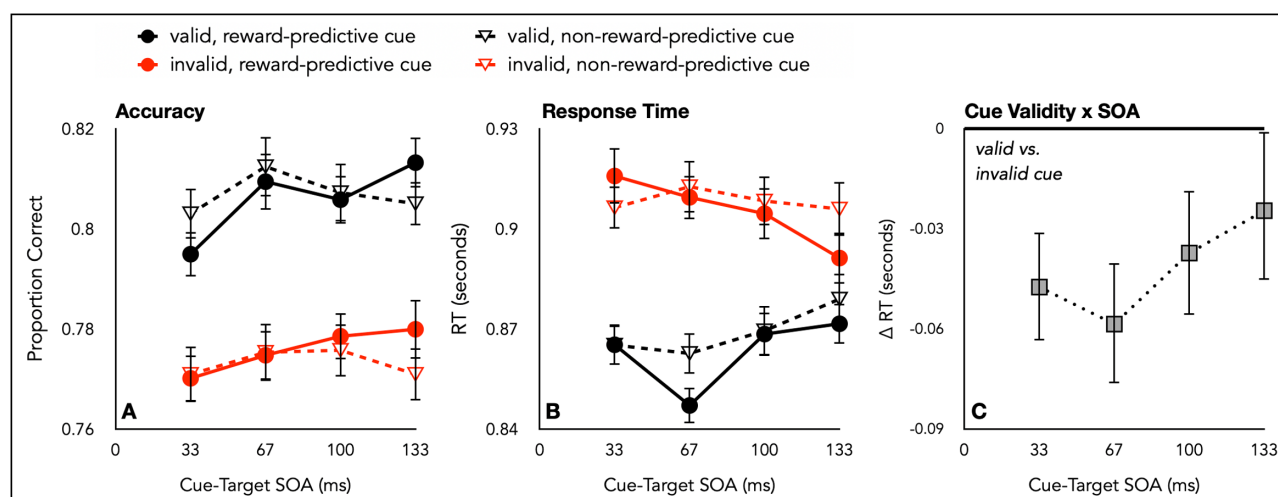 valid, reward-predictive cue
valid, non-reward-predictive cue
invalid, reward-predictive cue
invalid, non-reward-predictive cue
Accuracy
Proportion Correct
0.82
0.8
0.78
0.76
A
0
33
67
100
133
Cue-Target SOA (ms)
Response Time
RT (seconds)
0.93
0.9
0.87
0.84
B
0
33
67
100
133
Cue-Target SOA (ms)
Cue Validity x SOA
valid vs.
invalid cue
Δ RT (seconds)
0
-0.03
-0.06
-0.09
C
0
33
67
100
133
Cue-Target SOA (ms)